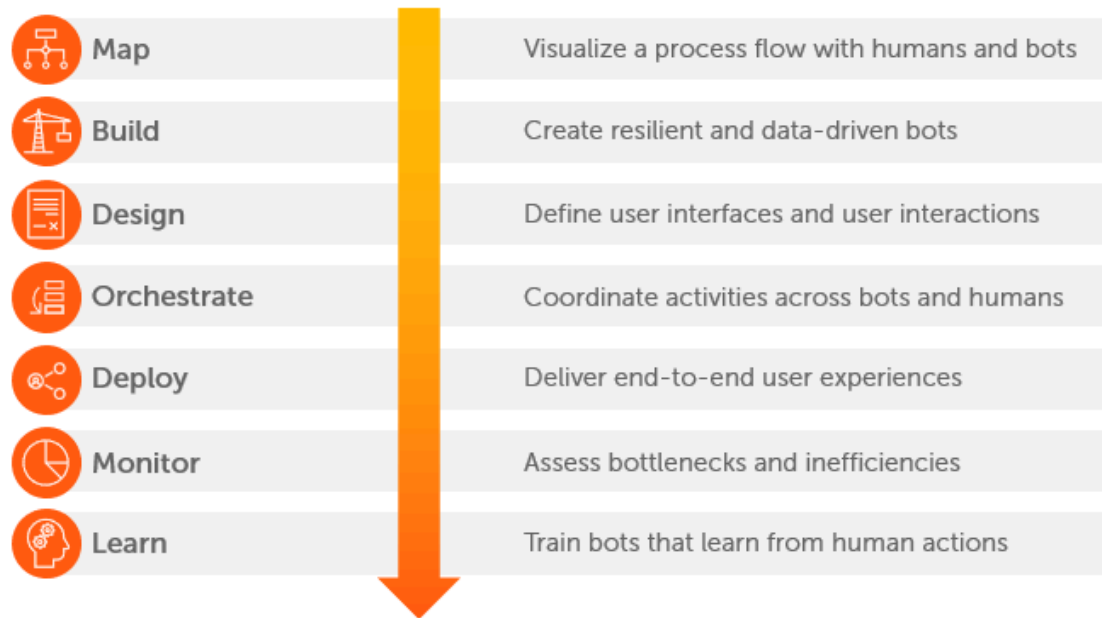 Map
Visualize a process flow with humans and bots
Build
Create resilient and data-driven bots
Design
Define user interfaces and user interactions
Orchestrate
Coordinate activities across bots and humans
Deploy
Deliver end-to-end user experiences
Monitor
Assess bottlenecks and inefficiencies
Learn
Train bots that learn from human actions